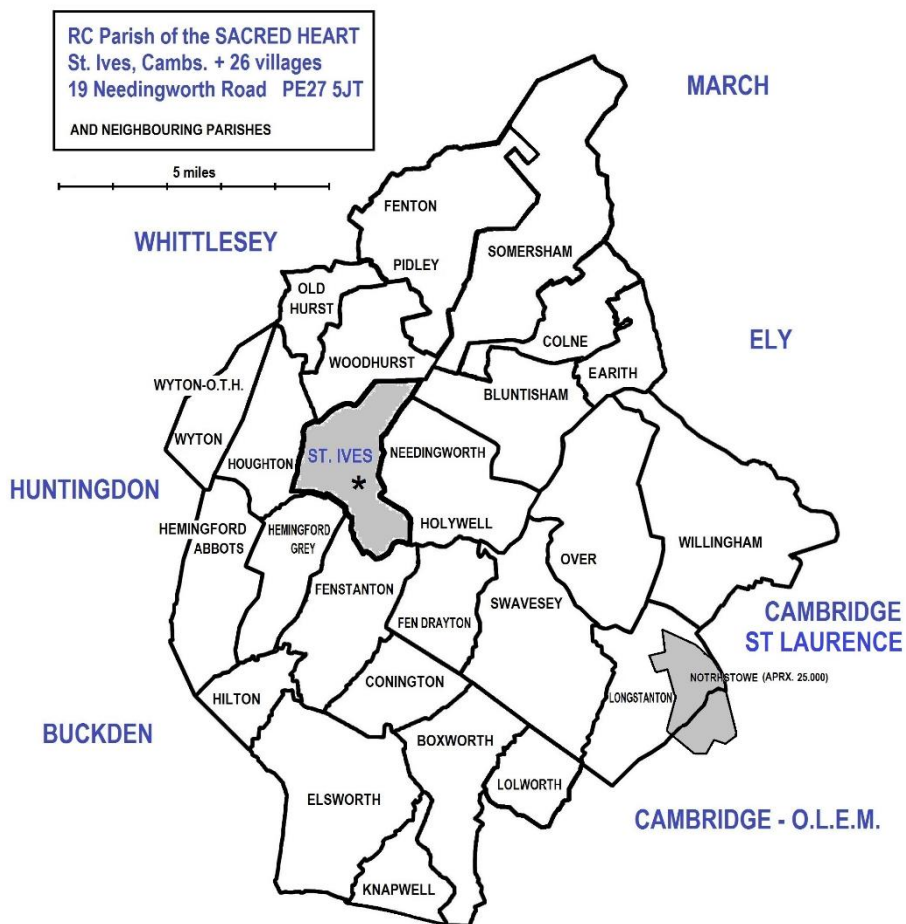 RC Parish of the SACRED HEART
St. Ives, Cambs. + 26 villages
19 Needingworth Road PE27 5JT
AND NEIGHBOURING PARISHES
5 miles
MARCH
WHITTLESEY
FENTON
PIDLEY
SOMERSHAM
OLD
HURST
WOODHURST
COLNE
EARITH
ELY
WYTON-O.T.H.
WYTON
HOUGHTON
ST. IVES
*
NEEDINGWORTH
BLUNTISHAM
HUNTINGDON
HEMINGFORD
ABBOTS
HEMINGFORD
GREY
HOLYWELL
OVER
WILLINGHAM
FENSTANTON
FEN DRAYTON
SWAVESEY
CAMBRIDGE
ST LAURENCE
NOTRHSTOWE (APRX. 25.000)
LONGSTANTON
HILTON
CONINGTON
BUCKDEN
BOXWORTH
LOLWORTH
ELSWORTH
CAMBRIDGE - O.L.E.M.
KNAPWELL